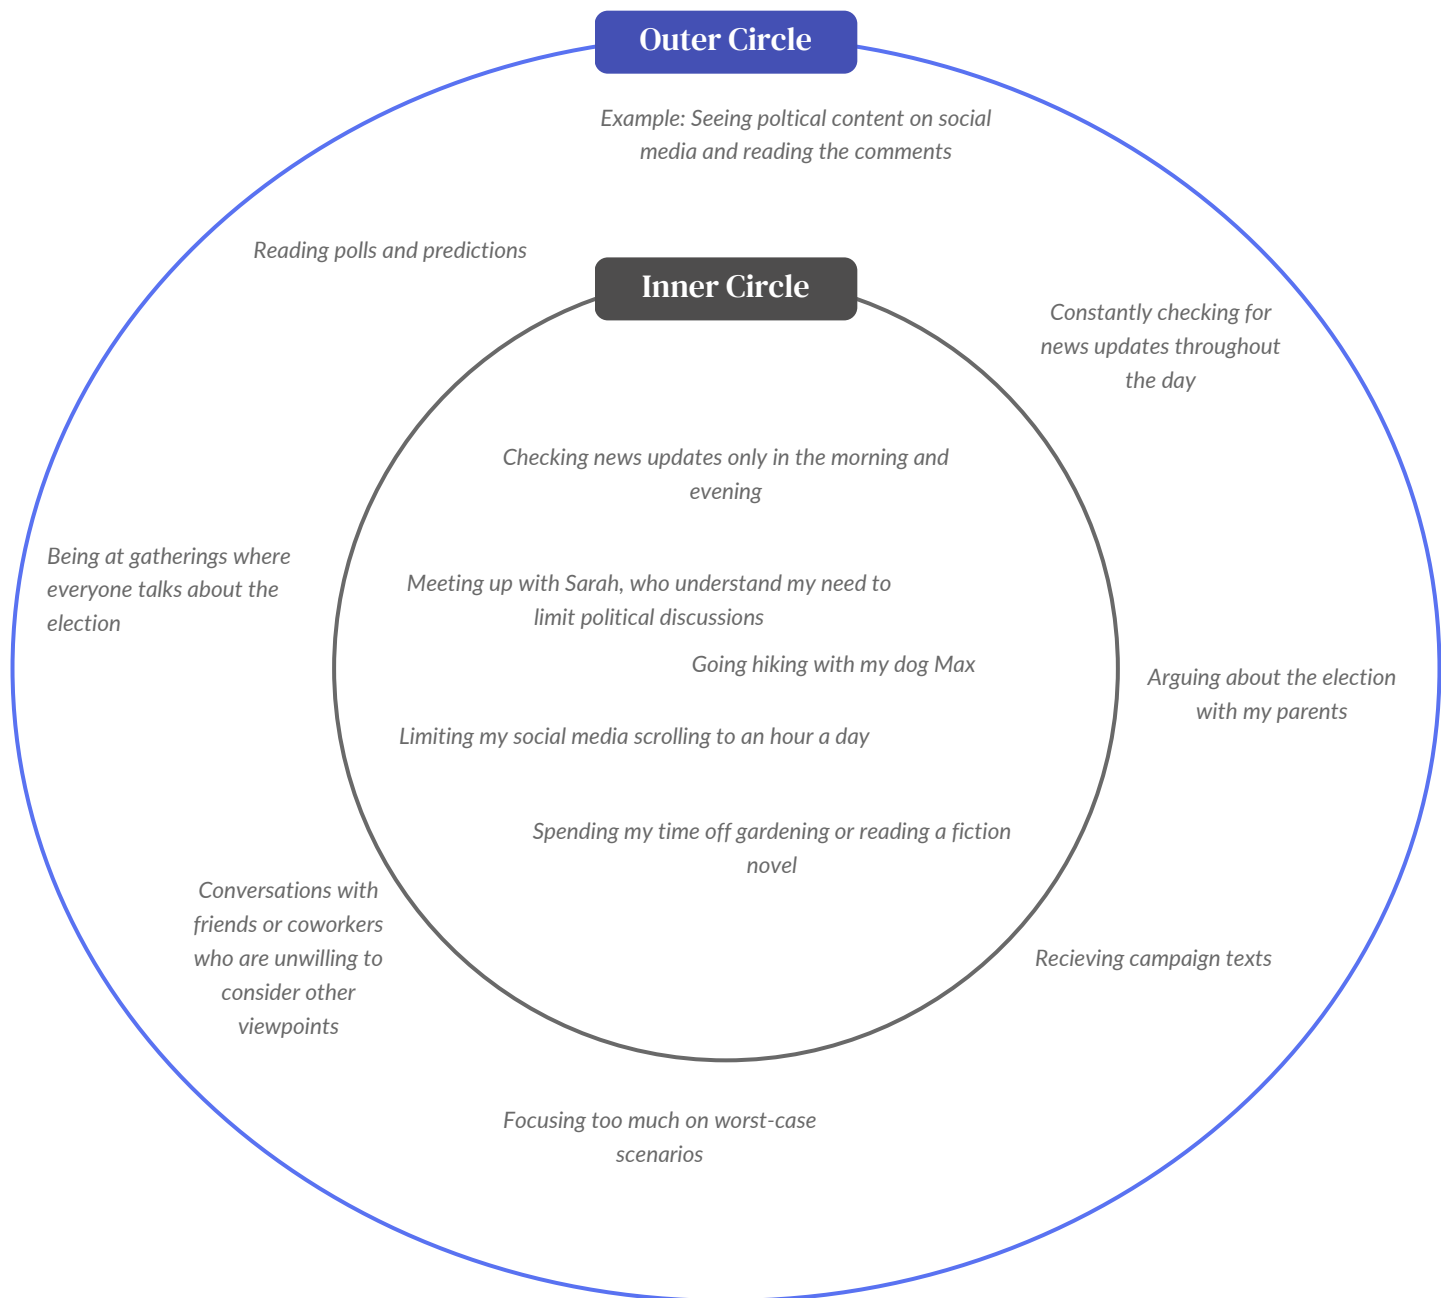 Outer Circle
Example: Seeing poltical content on social
media and reading the comments
Reading polls and predictions
Inner Circle
Constantly checking for
news updates throughout
the day
Checking news updates only in the morning and
evening
Being at gatherings where
everyone talks about the
election
Meeting up with Sarah, who understand my need to
limit political discussions
Going hiking with my dog Max
Arguing about the election
with my parents
Limiting my social media scrolling to an hour a day
Spending my time off gardening or reading a fiction
novel
Conversations with
friends or coworkers
who are unwilling to
consider other
viewpoints
Recieving campaign texts
Focusing too much on worst-case
scenarios